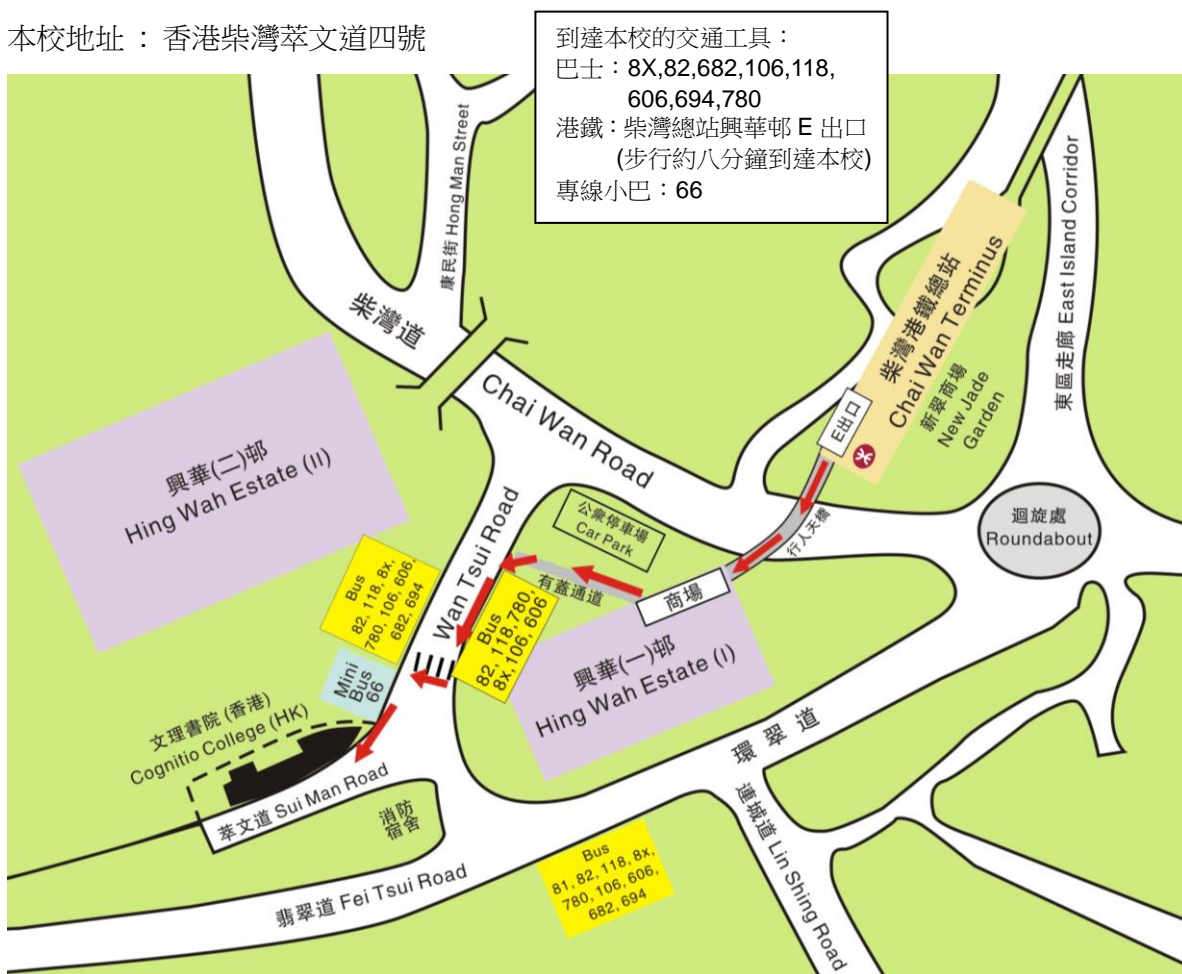 本校地址 : 香港柴灣萃文道四號
到達本校的交通工具：
巴士：8X,82,682,106,118,
606,694,780
港鐵：柴灣總站興華邨 E 出口
(步行約八分鐘到達本校)
專線小巴：66
康民街 Hong Man Street
柴灣道
Chai Wan Road
東區走廊 East Island Corridor
柴灣港鐵總站
Chai Wan Terminus
新翠商場
New Jade
Garden
E出口
行人天橋
迴旋處
Roundabout
興華(二)邨
Hing Wah Estate (II)
公衆停車場
Car Park
Wan Tsui Road
有蓋通道
商場
Bus
82, 118, 8x,
780, 106, 606,
682, 694
Bus
82, 118,780,
8x, 106, 606
興華(一)邨
Hing Wah Estate (I)
Mini
Bus
66
文理書院 (香港)
Cognitio College (HK)
萃文道 Sui Man Road
消防
宿舍
環翠道
連城道 Lin Shing Road
翡翠道 Fei Tsui Road
Bus
81, 82, 118, 8x,
780, 106, 606,
682, 694